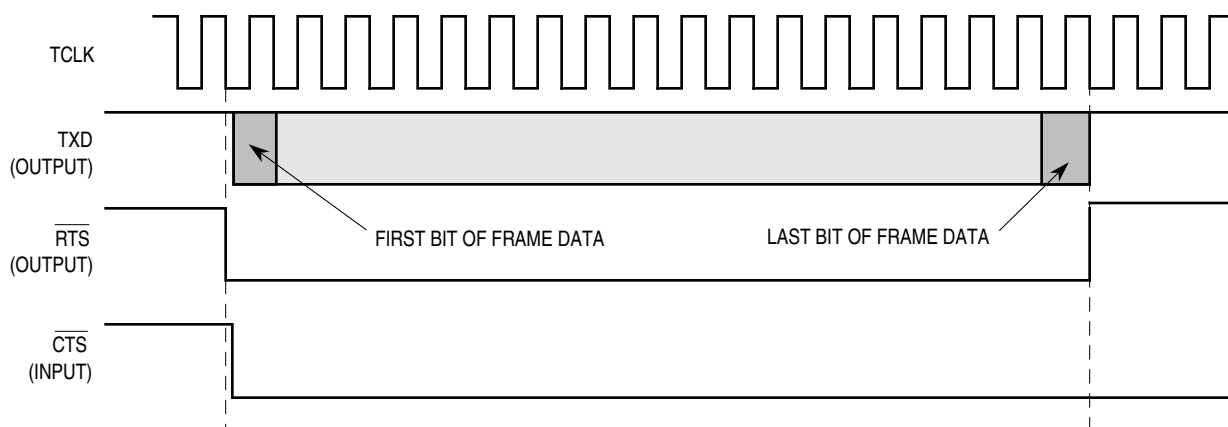 TCLK
TXD
(OUTPUT)
RTS
(OUTPUT)
FIRST BIT OF FRAME DATA
LAST BIT OF FRAME DATA
CTS
(INPUT)